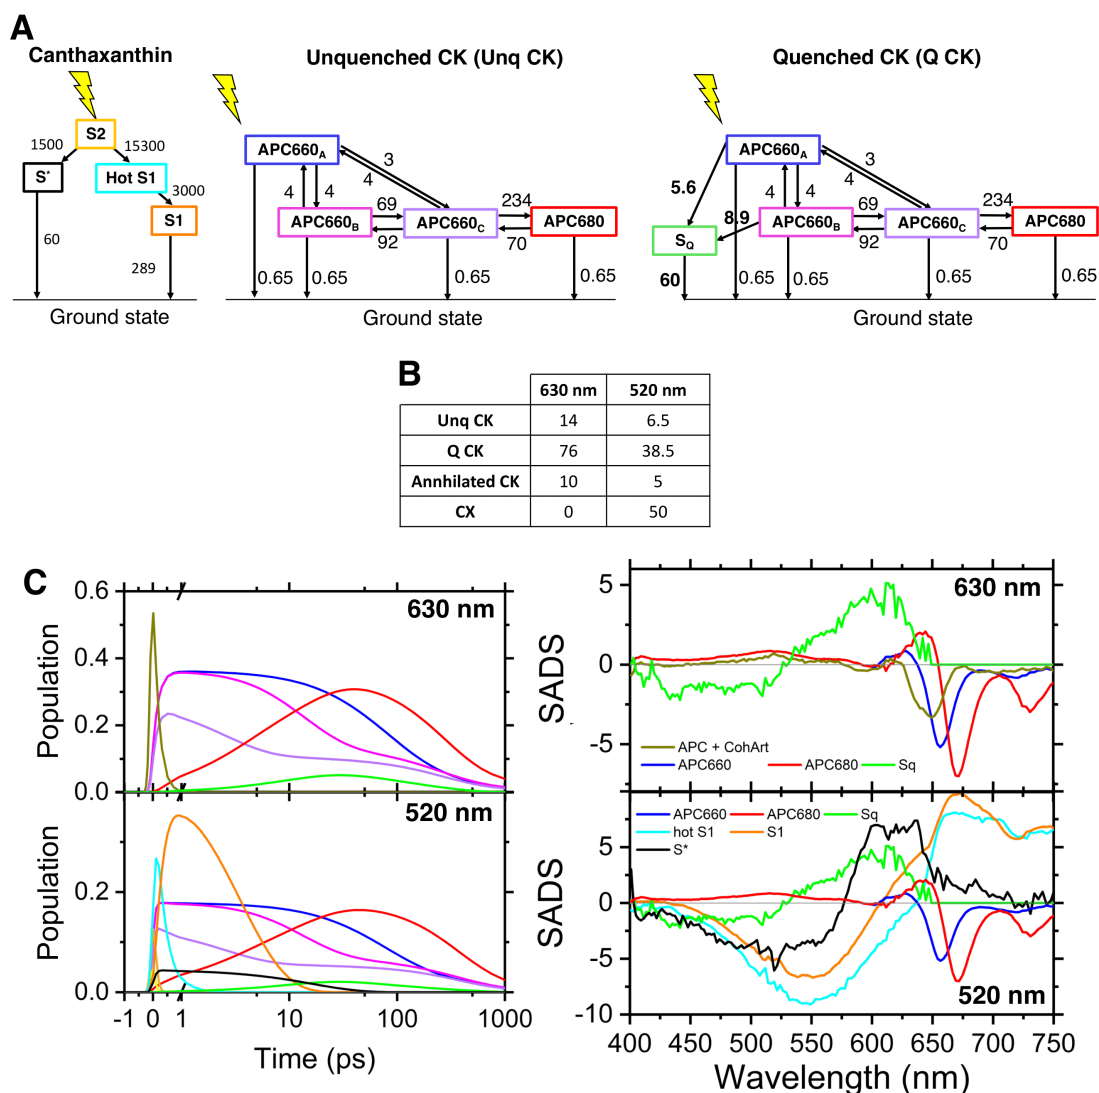 A
Canthaxanthin
Unquenched CK (Unq CK)
Quenched CK (Q CK)
S2
1500
15300
S*
Hot S1
3000
S1
60
289
Ground state
APC660A
3
4
4
4
69
234
APC660B
APC660C
APC680
92
70
0.65
0.65
0.65
0.65
Ground state
APC660A
3
4
5.6
4
4
69
234
8.9
SQ
APC660B
APC660C
APC680
92
70
60
0.65
0.65
0.65
0.65
Ground state
B
630 nm 520 nm
Unq CK 14 6.5
Q CK 76 38.5
Annhilated CK 10 5
CX 0 50
C
0.6
0.4
0.2
0.0
Population
630 nm
0.2
0.0
Population
520 nm
-1 0 1 10 100 1000
Time (ps)
5
0
-5
SADS
630 nm
APC + CohArt
APC660 APC680 Sq
5
0
-5
-10
SADS
APC660 APC680 Sq
hot S1 S1
S*
520 nm
400 450 500 550 600 650 700 750
Wavelength (nm)